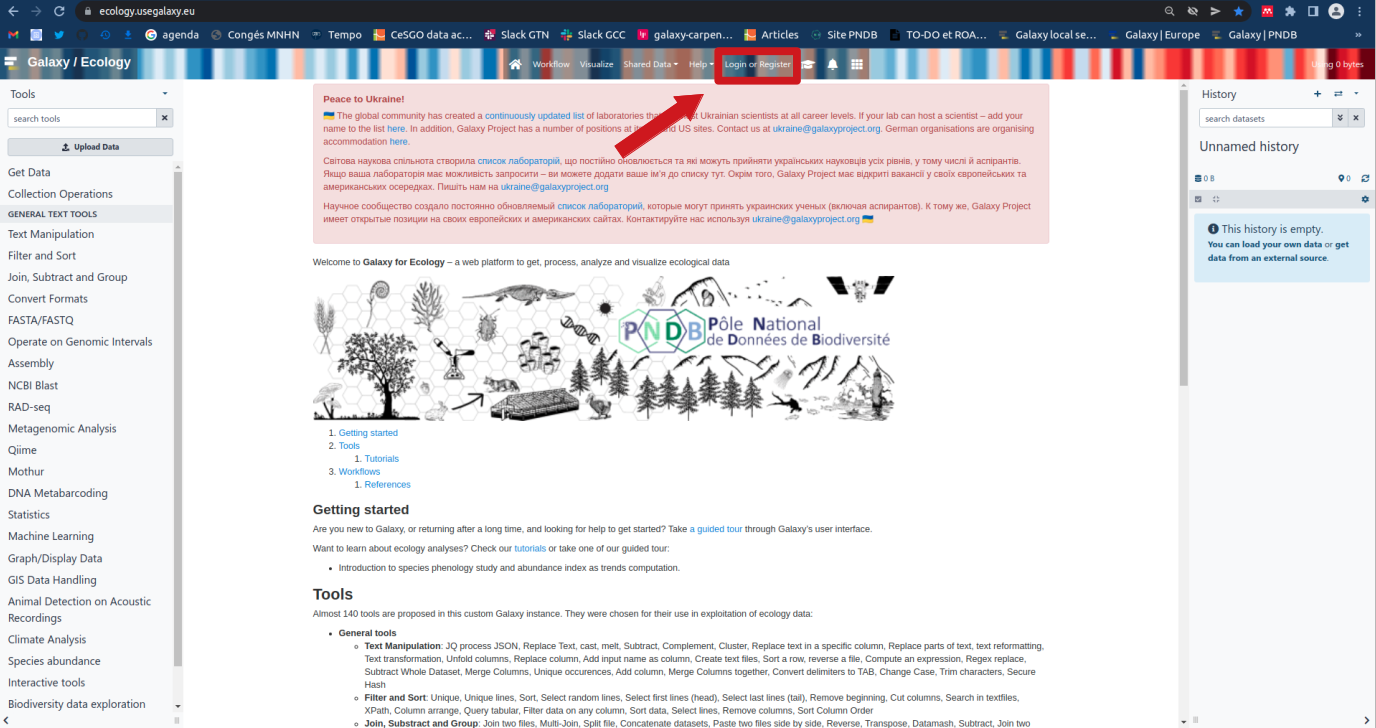 ecology.usegalaxy.eu
agenda
Congés MNHN
Tempo
CeSGO data ac...
Slack GTN
Slack GCC
galaxy-carpen...
Articles
Site PNDB
TO-DO et ROA...
Galaxy local se...
Galaxy | Europe
Galaxy | PNDB
»
Galaxy / Ecology
Workflow
Visualize
Shared Data
Help
Login or Register
Using 0 bytes
Tools
search tools
Upload Data
Get Data
Collection Operations
GENERAL TEXT TOOLS
Text Manipulation
Filter and Sort
Join, Subtract and Group
Convert Formats
FASTA/FASTQ
Operate on Genomic Intervals
Assembly
NCBI Blast
RAD-seq
Metagenomic Analysis
Qiime
Mothur
DNA Metabarcoding
Statistics
Machine Learning
Graph/Display Data
GIS Data Handling
Animal Detection on Acoustic
Recordings
Climate Analysis
Species abundance
Interactive tools
Biodiversity data exploration
Peace to Ukraine!
🇺🇦 The global community has created a continuously updated list of laboratories that Ukrainian scientists at all career levels. If your lab can host a scientist – add your
name to the list here. In addition, Galaxy Project has a number of positions at its and US sites. Contact us at ukraine@galaxyproject.org. German organisations are organising
accommodation here.
Світова наукова спільнота створила список лабораторій, що постійно оновлюється та які можуть прийняти українських науковців усіх рівнів, у тому числі й аспірантів.
Якщо ваша лабораторія має можливість запросити – ви можете додати ваше ім'я до списку тут. Окрім того, Galaxy Project має відкриті вакансії у своїх європейських та
американських осередках. Пишіть нам на ukraine@galaxyproject.org
Научное сообщество создало постоянно обновляемый список лабораторий, которые могут принять украинских ученых (включая аспирантов). К тому же, Galaxy Project
имеет открытые позиции на своих европейских и американских сайтах. Контактируйте нас используя ukraine@galaxyproject.org 🇺🇦
Welcome to Galaxy for Ecology – a web platform to get, process, analyze and visualize ecological data
PNDB
Pôle National
de Données de Biodiversité
1. Getting started
2. Tools
1. Tutorials
3. Workflows
1. References
Getting started
Are you new to Galaxy, or returning after a long time, and looking for help to get started? Take a guided tour through Galaxy's user interface.
Want to learn about ecology analyses? Check our tutorials or take one of our guided tour:
• Introduction to species phenology study and abundance index as trends computation.
Tools
Almost 140 tools are proposed in this custom Galaxy instance. They were chosen for their use in exploitation of ecology data:
• General tools
◦ Text Manipulation: JQ process JSON, Replace Text, cast, melt, Subtract, Complement, Cluster, Replace text in a specific column, Replace parts of text, text reformatting,
Text transformation, Unfold columns, Replace column, Add input name as column, Create text files, Sort a row, reverse a file, Compute an expression, Regex replace,
Subtract Whole Dataset, Merge Columns, Unique occurences, Add column, Merge Columns together, Convert delimiters to TAB, Change Case, Trim characters, Secure
Hash
◦ Filter and Sort: Unique, Unique lines, Sort, Select random lines, Select first lines (head), Select last lines (tail), Remove beginning, Cut columns, Search in textfiles,
XPath, Column arrange, Query tabular, Filter data on any column, Sort data, Select lines, Remove columns, Sort Column Order
◦ Join, Substract and Group: Join two files, Multi-Join, Split file, Concatenate datasets, Paste two files side by side, Reverse, Transpose, Datamash, Subtract, Join two
History
search datasets
Unnamed history
0 B
0
This history is empty.
You can load your own data or get
data from an external source.